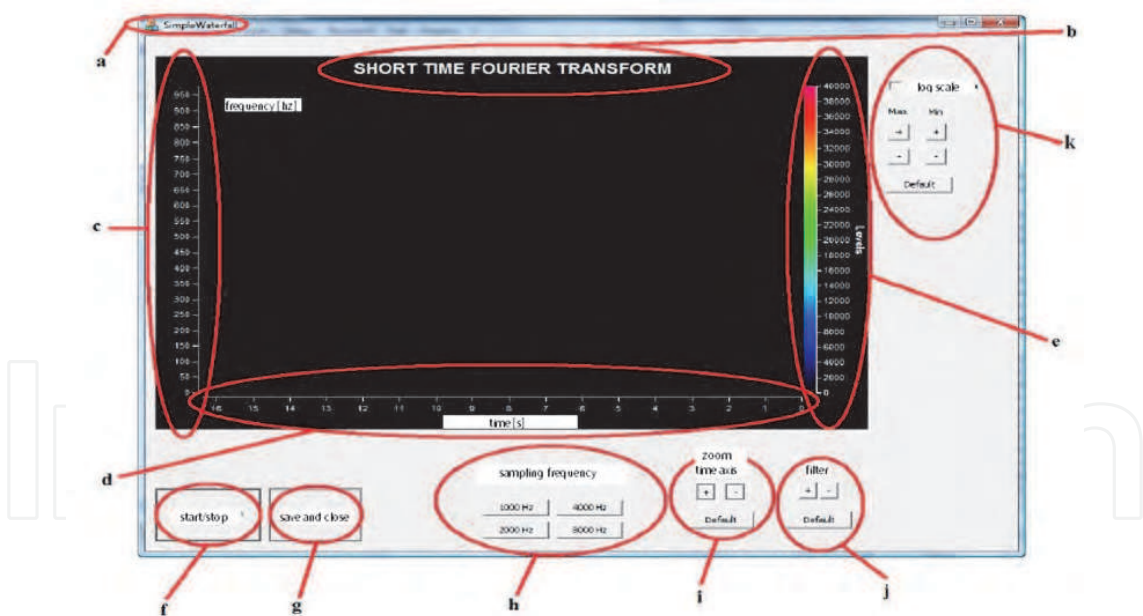 SimpleWaterfall
a
b
SHORT TIME FOURIER TRANSFORM
frequency [hz]
950
900
850
800
750
700
650
600
550
500
450
400
350
300
250
200
150
100
50
0
c
40000
38000
36000
34000
32000
30000
28000
26000
24000
22000
20000
18000
16000
14000
12000
10000
8000
6000
4000
2000
0
Levels
e
log scale
Max Min
+ +
- -
Default
k
16 15 14 13 12 11 10 9 8 7 6 5 4 3 2 1 0
time [s]
d
start/stop
f
save and close
g
sampling frequency
1000 Hz 4000 Hz
2000 Hz 8000 Hz
h
zoom
time axis
+ -
Default
i
filter
+ -
Default
j